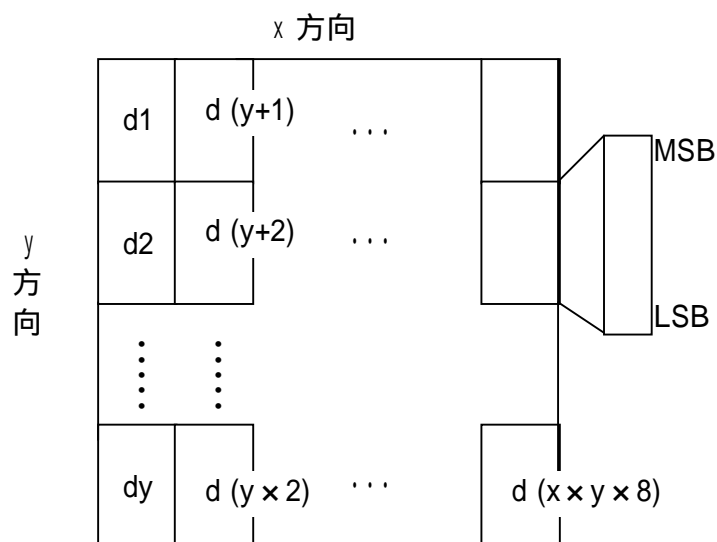 x 方向
d1 d (y+1) ...
MSB
d2 d (y+2) ...
y
方
向
LSB
dy d (y × 2) ... d (x × y × 8)